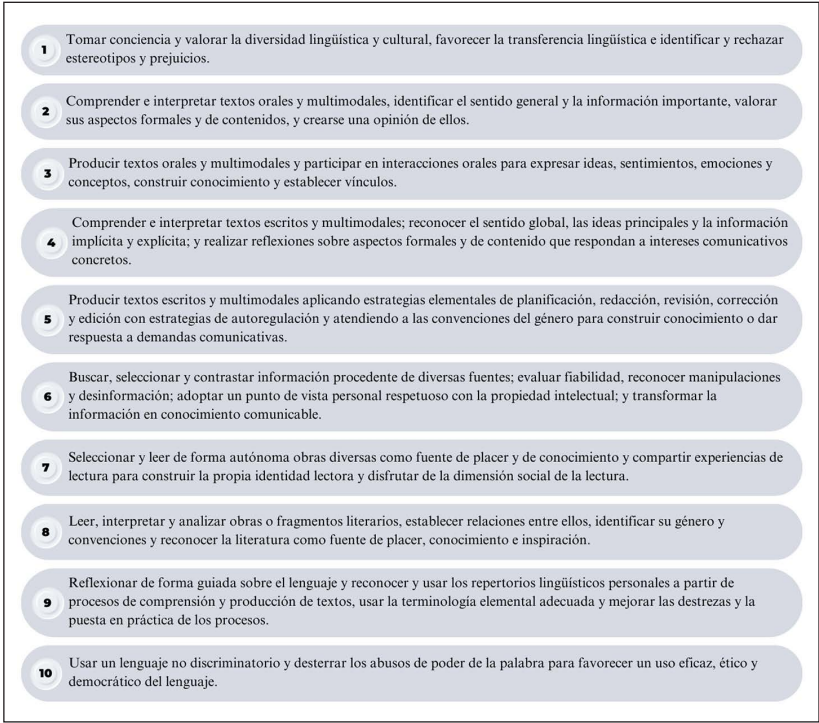 1
Tomar conciencia y valorar la diversidad lingüística y cultural, favorecer la transferencia lingüística e identificar y rechazar
estereotipos y prejuicios.
2
Comprender e interpretar textos orales y multimodales, identificar el sentido general y la información importante, valorar
sus aspectos formales y de contenidos, y crearse una opinión de ellos.
3
Producir textos orales y multimodales y participar en interacciones orales para expresar ideas, sentimientos, emociones y
conceptos, construir conocimiento y establecer vínculos.
4
Comprender e interpretar textos escritos y multimodales; reconocer el sentido global, las ideas principales y la información
implícita y explícita; y realizar reflexiones sobre aspectos formales y de contenido que respondan a intereses comunicativos
concretos.
5
Producir textos escritos y multimodales aplicando estrategias elementales de planificación, redacción, revisión, corrección
y edición con estrategias de autoregulación y atendiendo a las convenciones del género para construir conocimiento o dar
respuesta a demandas comunicativas.
6
Buscar, seleccionar y contrastar información procedente de diversas fuentes; evaluar fiabilidad, reconocer manipulaciones
y desinformación; adoptar un punto de vista personal respetuoso con la propiedad intelectual; y transformar la
información en conocimiento comunicable.
7
Seleccionar y leer de forma autónoma obras diversas como fuente de placer y de conocimiento y compartir experiencias de
lectura para construir la propia identidad lectora y disfrutar de la dimensión social de la lectura.
8
Leer, interpretar y analizar obras o fragmentos literarios, establecer relaciones entre ellos, identificar su género y
convenciones y reconocer la literatura como fuente de placer, conocimiento e inspiración.
9
Reflexionar de forma guiada sobre el lenguaje y reconocer y usar los repertorios lingüísticos personales a partir de
procesos de comprensión y producción de textos, usar la terminología elemental adecuada y mejorar las destrezas y la
puesta en práctica de los procesos.
10
Usar un lenguaje no discriminatorio y desterrar los abusos de poder de la palabra para favorecer un uso eficaz, ético y
democrático del lenguaje.